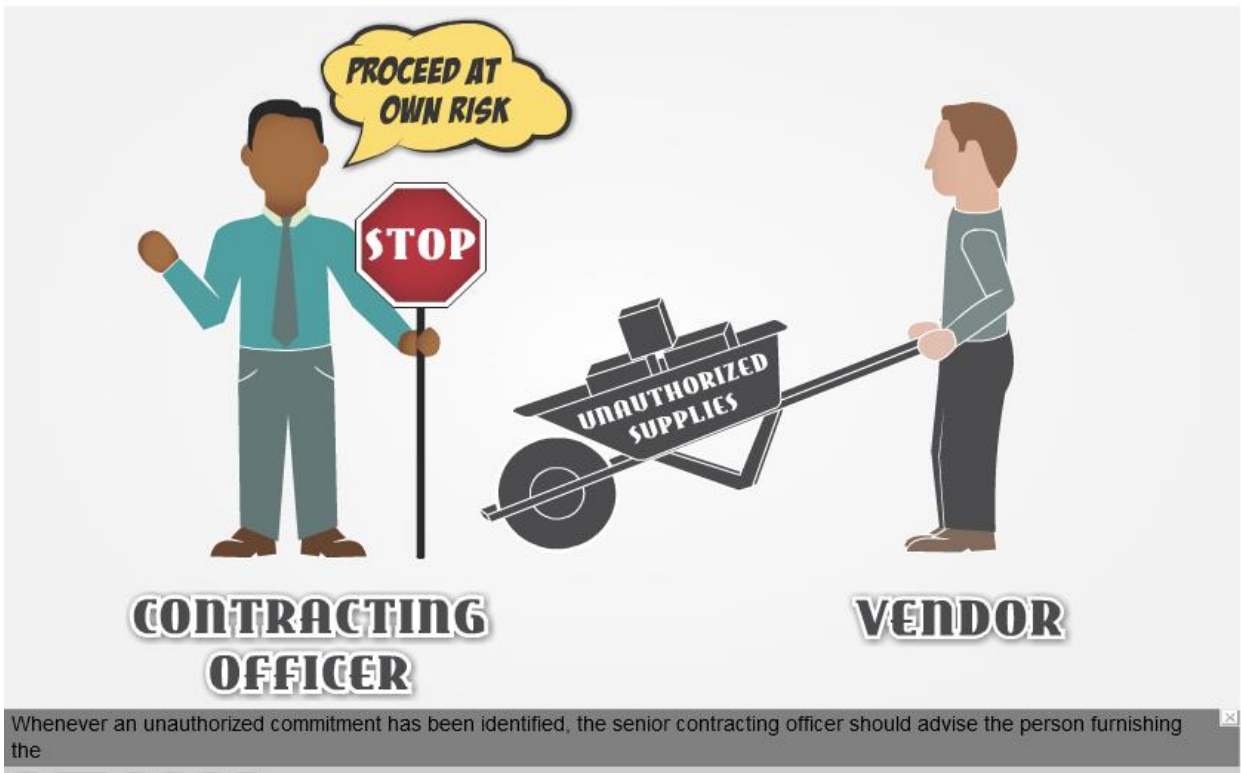 PROCEED AT
OWN RISK
STOP
UNAUTHORIZED
SUPPLIES
CONTRACTING
OFFICER
VENDOR
Whenever an unauthorized commitment has been identified, the senior contracting officer should advise the person furnishing
the